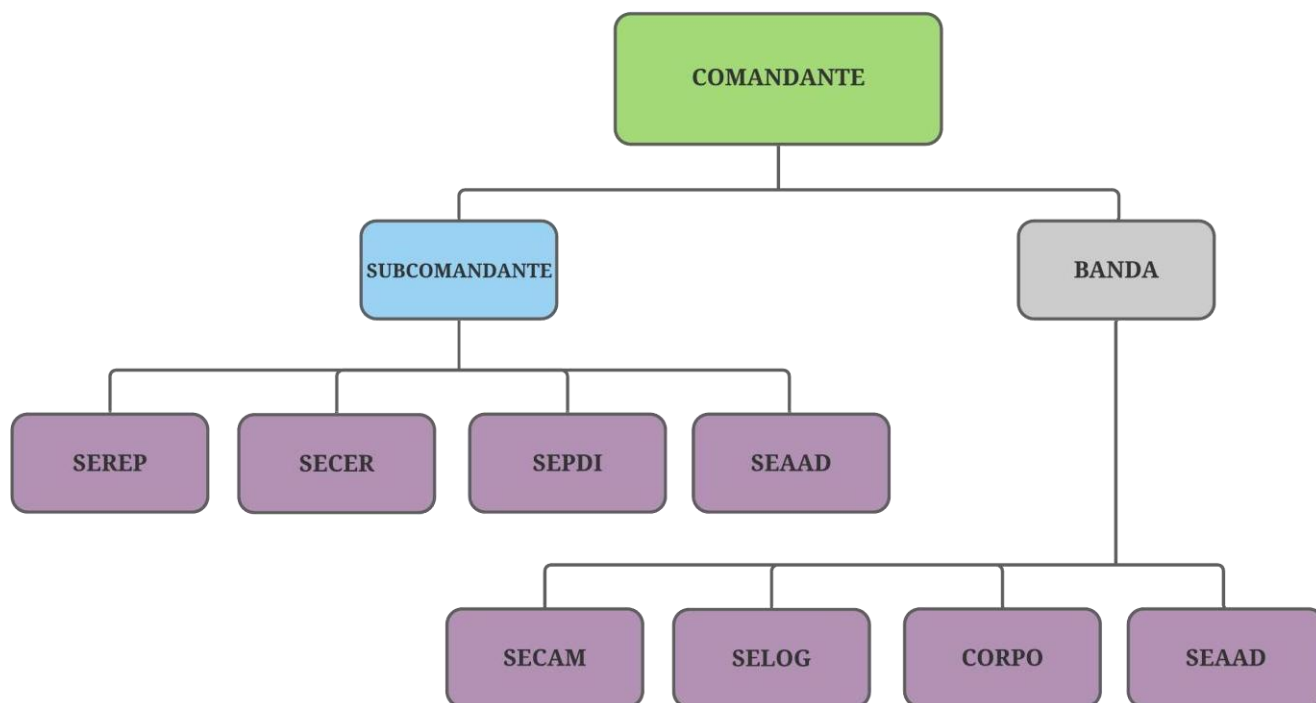 COMANDANTE
SUBCOMANDANTE
BANDA
SEREP
SECER
SEPDI
SEAAD
SECAM
SELOG
CORPO
SEAAD